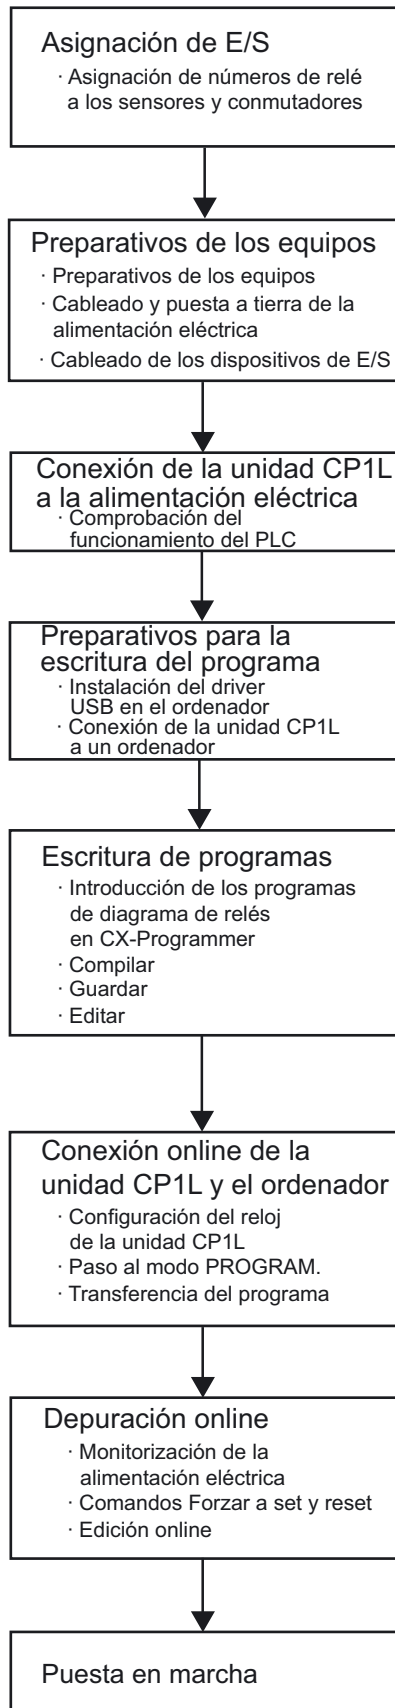 Asignación de E/S
· Asignación de números de relé
a los sensores y conmutadores
Preparativos de los equipos
· Preparativos de los equipos
· Cableado y puesta a tierra de la
alimentación eléctrica
· Cableado de los dispositivos de E/S
Conexión de la unidad CP1L
a la alimentación eléctrica
· Comprobación del
funcionamiento del PLC
Preparativos para la
escritura del programa
· Instalación del driver
USB en el ordenador
· Conexión de la unidad CP1L
a un ordenador
Escritura de programas
· Introducción de los programas
de diagrama de relés
en CX-Programmer
· Compilar
· Guardar
· Editar
Conexión online de la
unidad CP1L y el ordenador
· Configuración del reloj
de la unidad CP1L
· Paso al modo PROGRAM.
· Transferencia del programa
Depuración online
· Monitorización de la
alimentación eléctrica
· Comandos Forzar a set y reset
· Edición online
Puesta en marcha